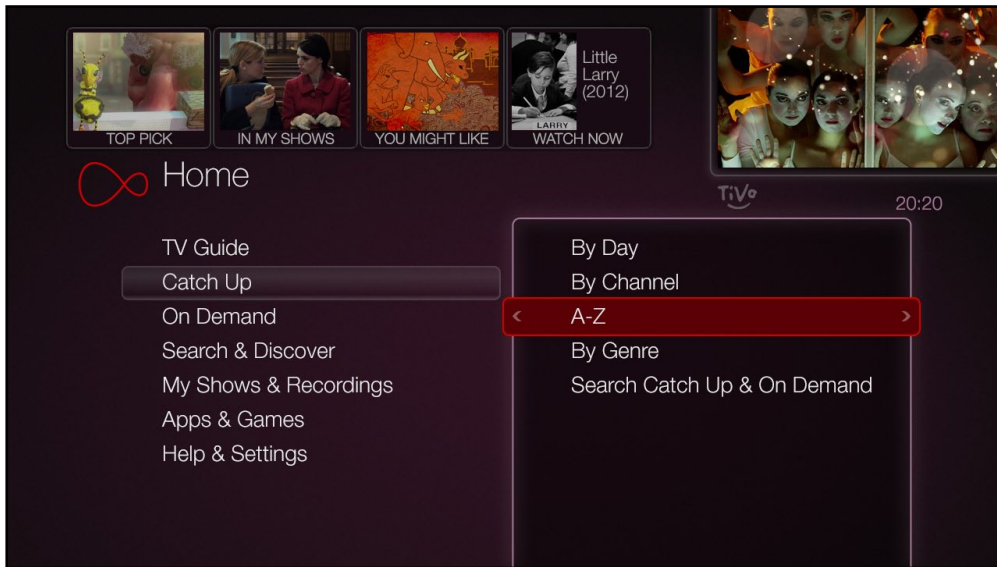 Little
Larry
(2012)
LARRY
TOP PICK
IN MY SHOWS
YOU MIGHT LIKE
WATCH NOW
Home
TiVo
20:20
TV Guide
Catch Up
On Demand
Search & Discover
My Shows & Recordings
Apps & Games
Help & Settings
By Day
By Channel
< A-Z >
By Genre
Search Catch Up & On Demand